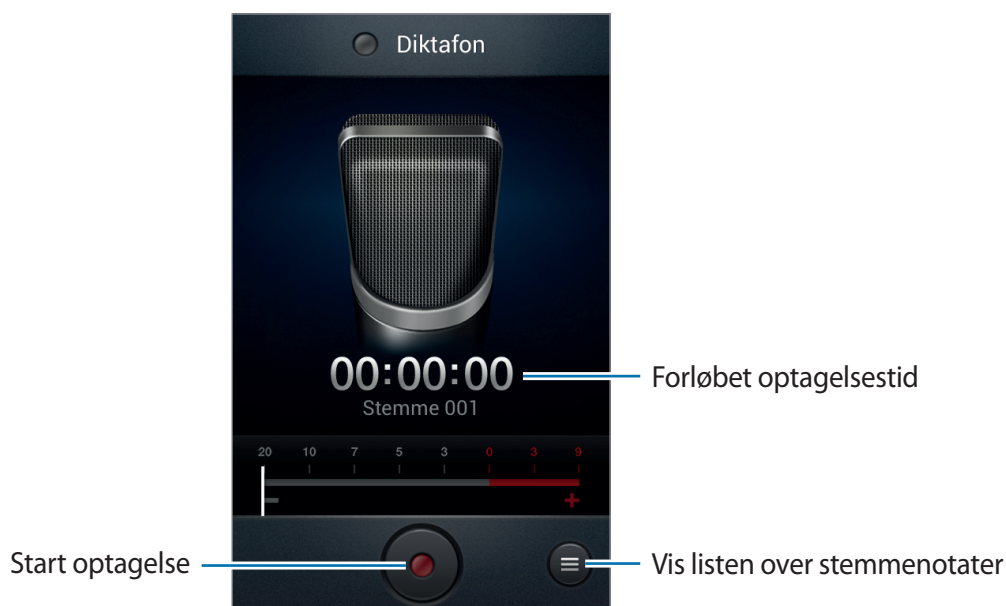 Diktafon
00:00:00
Forløbet optagelsestid
Stemme 001
20 10 7 5 3 0 3 9
- +
Start optagelse
Vis listen over stemmenotater